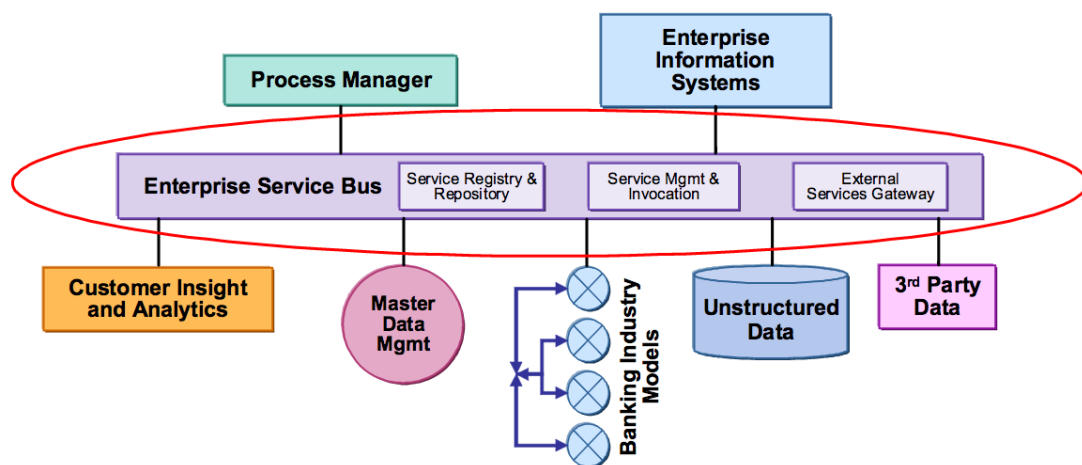 Process Manager
Enterprise
Information
Systems
Enterprise Service Bus
Service Registry &
Repository
Service Mgmt &
Invocation
External
Services Gateway
Customer Insight
and Analytics
Master
Data
Mgmt
Banking Industry
Models
Unstructured
Data
3rd Party
Data